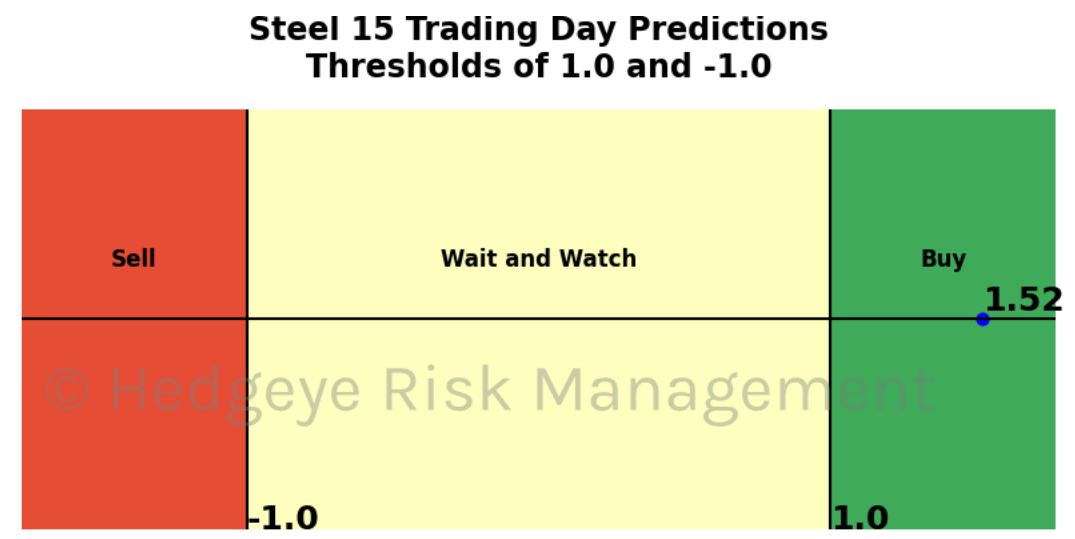 Steel 15 Trading Day Predictions
Thresholds of 1.0 and -1.0
Sell
Wait and Watch
Buy
1.52
© Hedgeye Risk Management
-1.0
1.0